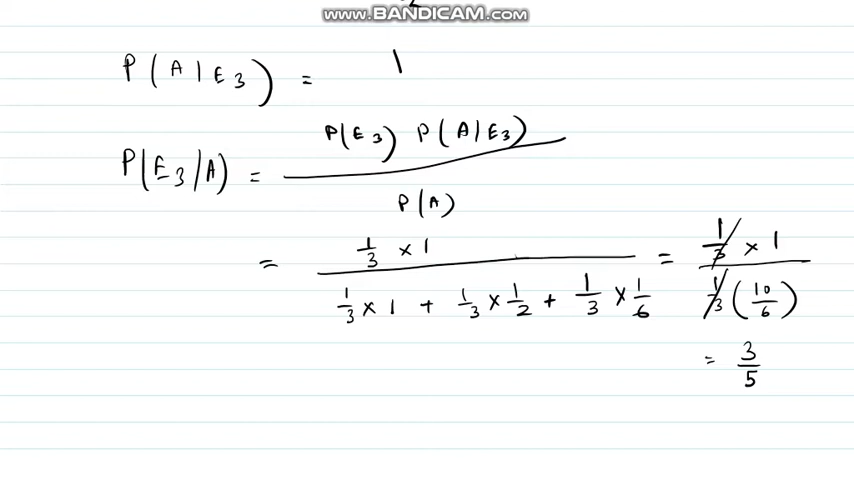 www.BANDICAM.com
P(A|E₃) = 1
P(E₃/A) = P(E₃) P(A|E₃) / P(A)
= (1/3 × 1) / (1/3 × 1 + 1/3 × 1/2 + 1/3 × 1/6) = (1/3 × 1) / (1/3 (10/6))
= 3/5